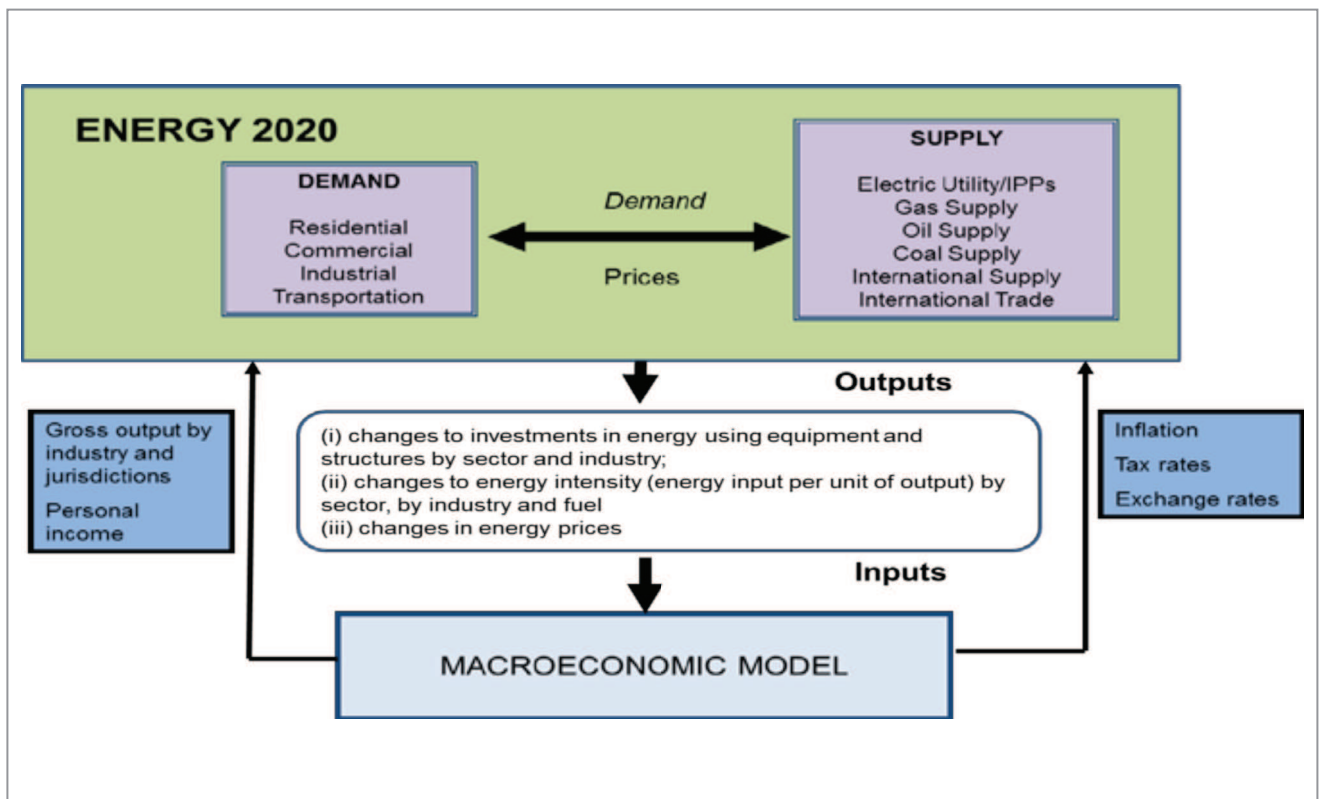 ENERGY 2020
DEMAND
Residential
Commercial
Industrial
Transportation
Demand
Prices
SUPPLY
Electric Utility/IPPs
Gas Supply
Oil Supply
Coal Supply
International Supply
International Trade
Outputs
Gross output by
industry and
jurisdictions
Personal
income
(i) changes to investments in energy using equipment and
structures by sector and industry;
(ii) changes to energy intensity (energy input per unit of output) by
sector, by industry and fuel
(iii) changes in energy prices
Inflation
Tax rates
Exchange rates
Inputs
MACROECONOMIC MODEL